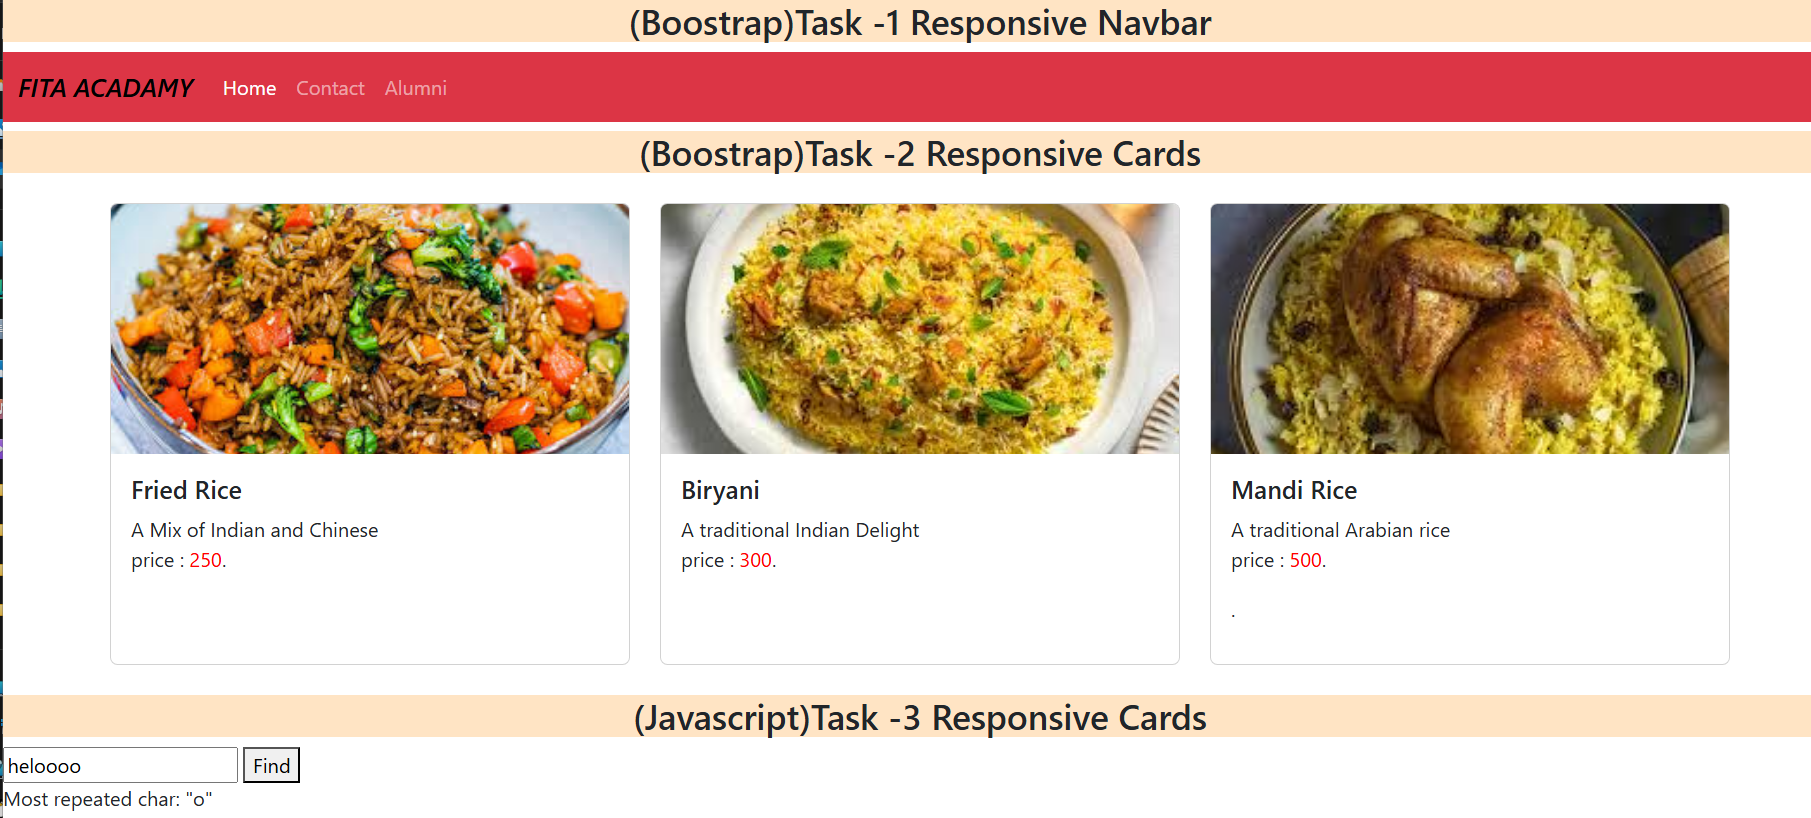 (Boostrap)Task -1 Responsive Navbar
FITA ACADAMY Home Contact Alumni
(Boostrap)Task -2 Responsive Cards
Fried Rice
A Mix of Indian and Chinese
price : 250.
Biryani
A traditional Indian Delight
price : 300.
Mandi Rice
A traditional Arabian rice
price : 500.
.
(Javascript)Task -3 Responsive Cards
heloooo Find
Most repeated char: "o"